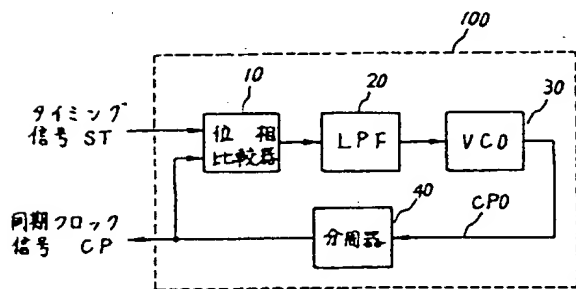 100
10
20
30
タイミング
信号 ST
位相
比較器
LPF
VCO
40
CPO
同期フロック
信号 CP
分周器